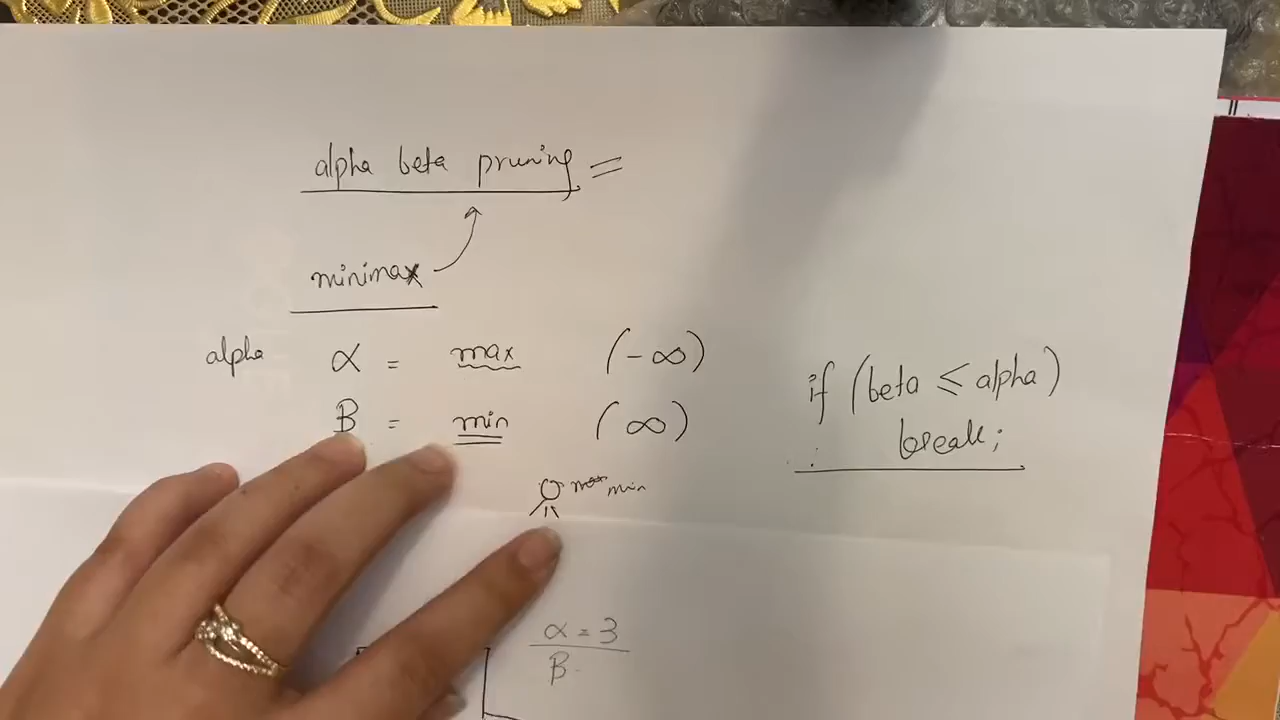 alpha beta pruning =
minimax
alpha α = max (-∞)
B = min (∞)
if (beta ≤ alpha)
break;
min
α = 3
B